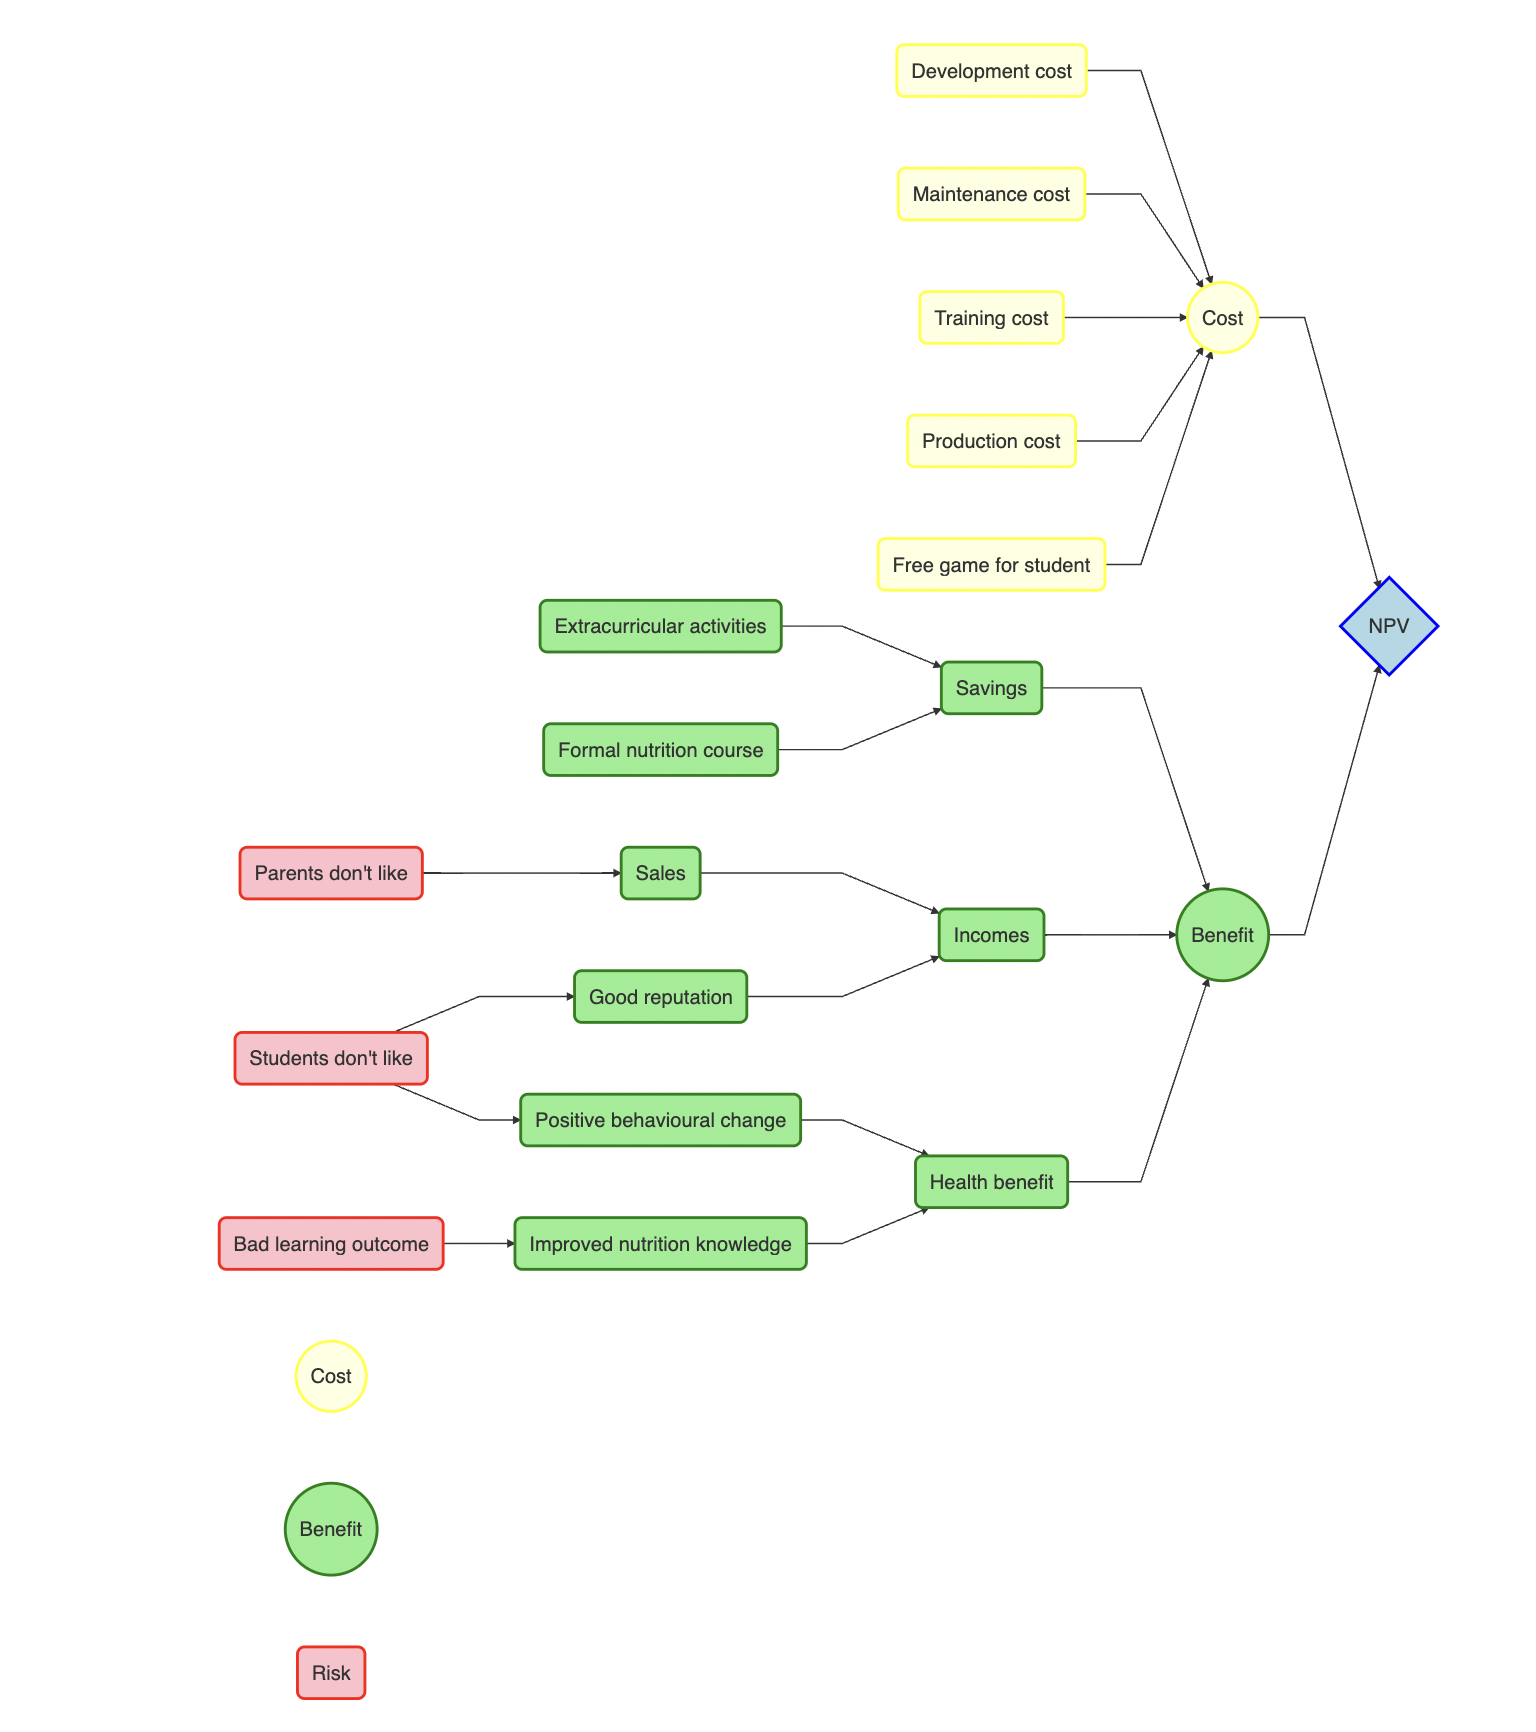 Development cost
Maintenance cost
Training cost
Cost
Production cost
Free game for student
Extracurricular activities
NPV
Savings
Formal nutrition course
Parents don't like
Sales
Incomes
Benefit
Good reputation
Students don't like
Positive behavioural change
Health benefit
Bad learning outcome
Improved nutrition knowledge
Cost
Benefit
Risk